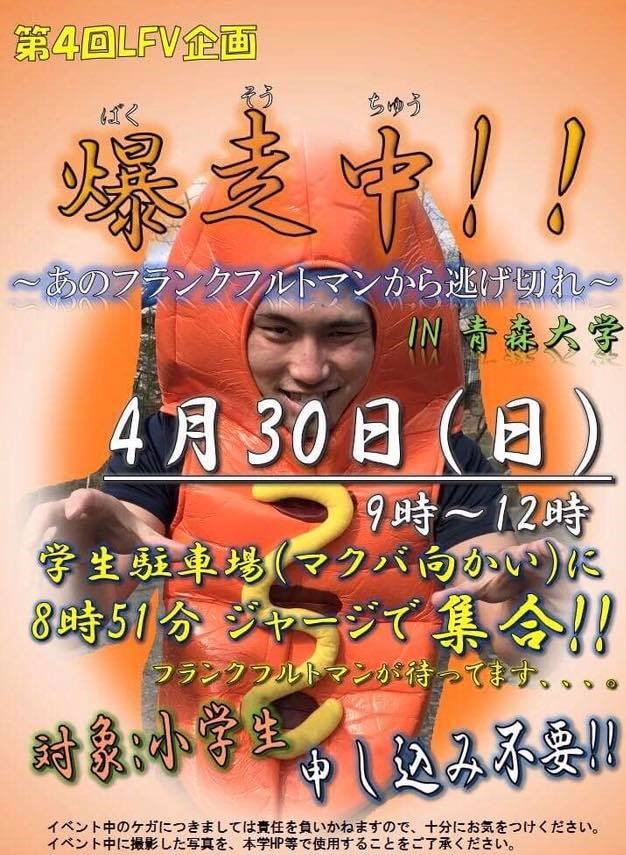 第4回LFV企画
ばく そう ちゅう
爆走中!!
～あのフランクフルトマンから逃げ切れ～
IN 青森大学
4月30日(日)
9時～12時
学生駐車場(マクバ向かい)に
8時51分 ジャージで集合!!
フランクフルトマンが待ってます、、、。
対象:小学生
申し込み不要!!
イベント中のケガにつきましては責任を負いかねますので、十分にお気をつけください。
イベント中に撮影した写真を、本学HP等で使用することをご了承ください。